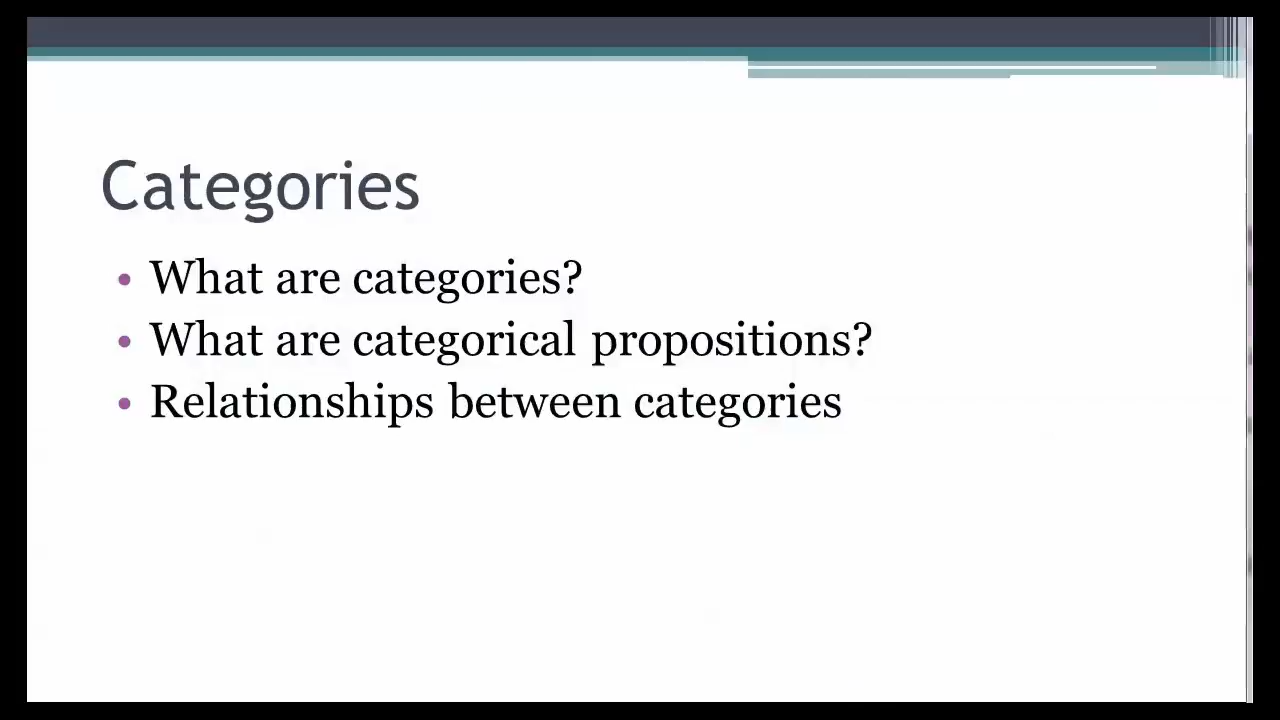 Categories
• What are categories?
• What are categorical propositions?
• Relationships between categories